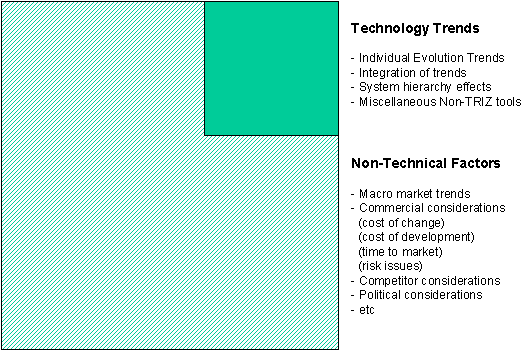 Technology Trends
- Individual Evolution Trends
- Integration of trends
- System hierarchy effects
- Miscellaneous Non-TRIZ tools
Non-Technical Factors
- Macro market trends
- Commercial considerations
(cost of change)
(cost of development)
(time to market)
(risk issues)
- Competitor considerations
- Political considerations
- etc